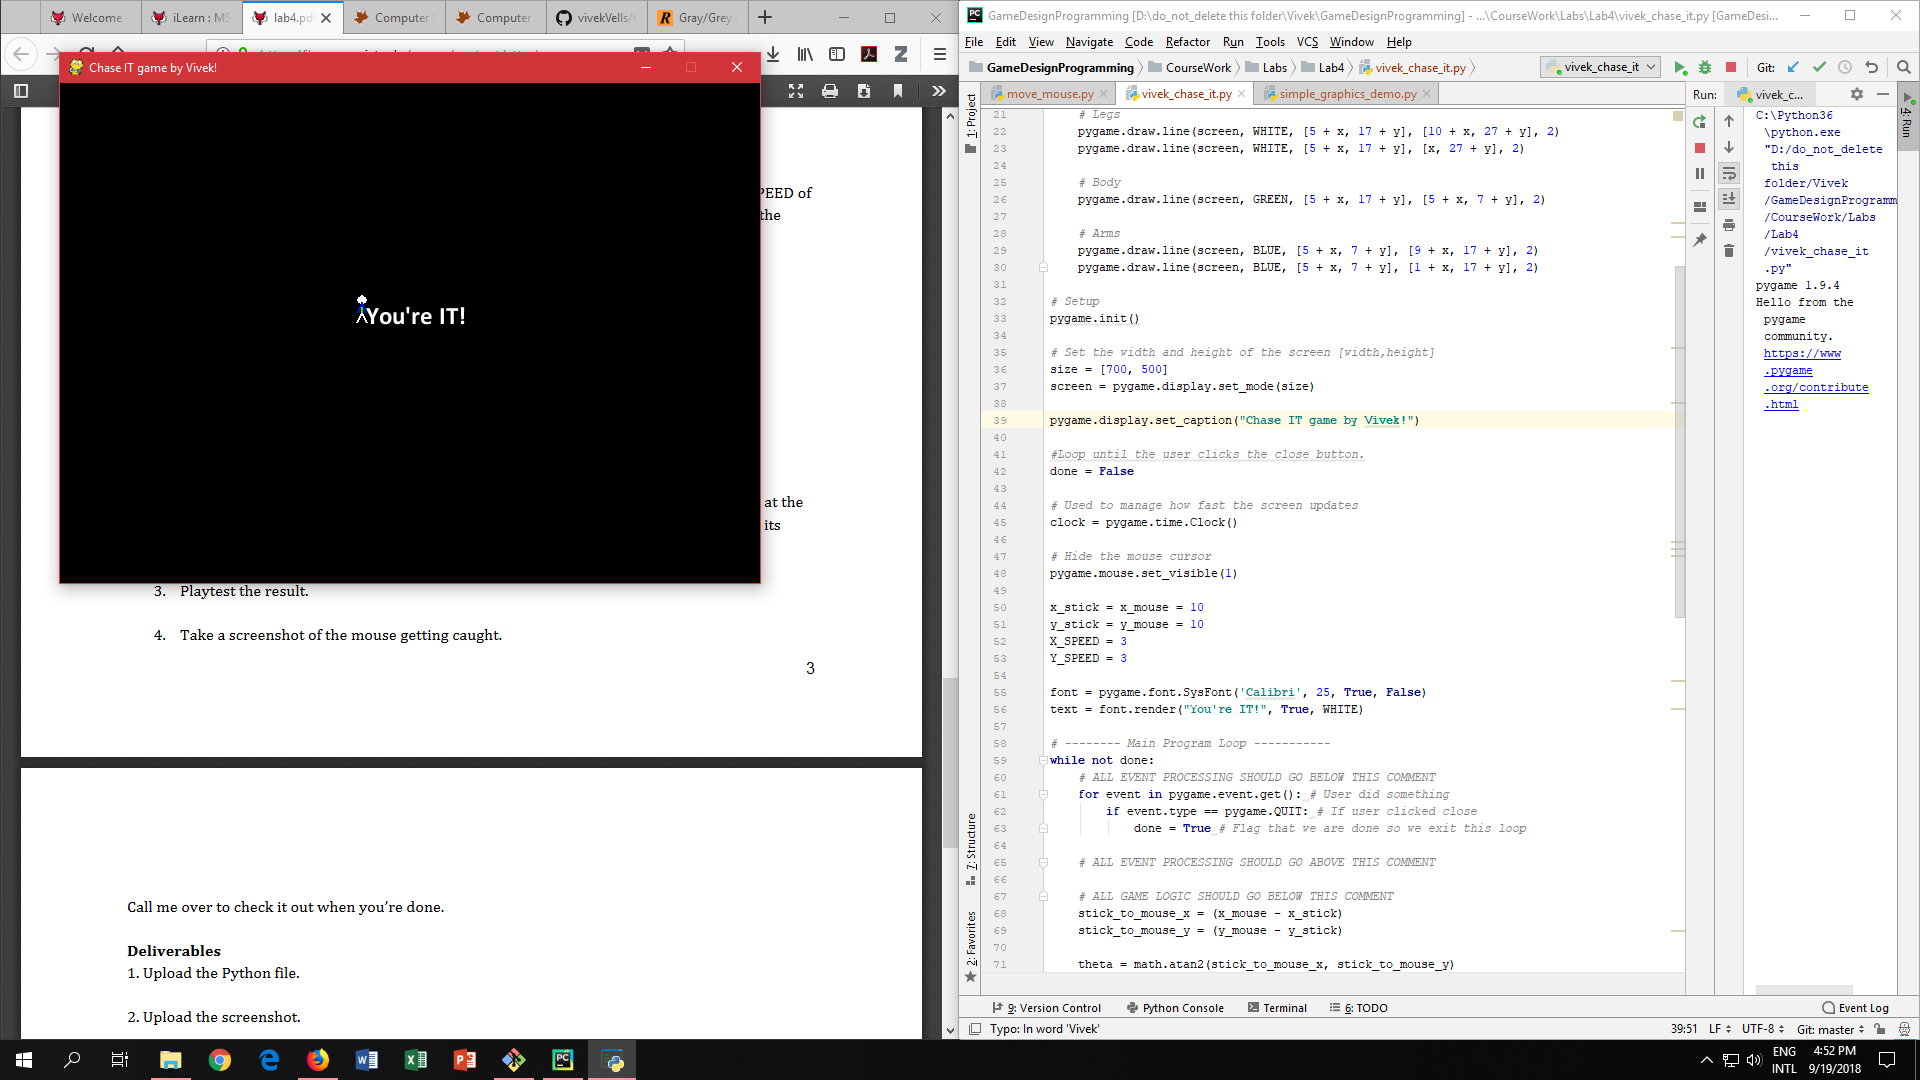 Welcome
iLearn : MS
lab4.pdf
Computer
Computer
vivekVells/
Gray/Grey
Chase IT game by Vivek!
You're IT!
PEED of
the
at the
its
3. Playtest the result.
4. Take a screenshot of the mouse getting caught.
3
Call me over to check it out when you’re done.
Deliverables
1. Upload the Python file.
2. Upload the screenshot.
GameDesignProgramming [D:\do_not_delete this folder\Vivek\GameDesignProgramming] - ...\CourseWork\Labs\Lab4\vivek_chase_it.py [GameDesi...
File Edit View Navigate Code Refactor Run Tools VCS Window Help
GameDesignProgramming CourseWork Labs Lab4 vivek_chase_it.py vivek_chase_it Git:
move_mouse.py vivek_chase_it.py simple_graphics_demo.py
1: Project
7: Structure
2: Favorites
21 # Legs
22 pygame.draw.line(screen, WHITE, [5 + x, 17 + y], [10 + x, 27 + y], 2)
23 pygame.draw.line(screen, WHITE, [5 + x, 17 + y], [x, 27 + y], 2)
24
25 # Body
26 pygame.draw.line(screen, GREEN, [5 + x, 17 + y], [5 + x, 7 + y], 2)
27
28 # Arms
29 pygame.draw.line(screen, BLUE, [5 + x, 7 + y], [9 + x, 17 + y], 2)
30 pygame.draw.line(screen, BLUE, [5 + x, 7 + y], [1 + x, 17 + y], 2)
31
32 # Setup
33 pygame.init()
34
35 # Set the width and height of the screen [width,height]
36 size = [700, 500]
37 screen = pygame.display.set_mode(size)
38
39 pygame.display.set_caption("Chase IT game by Vivek!")
40
41 #Loop until the user clicks the close button.
42 done = False
43
44 # Used to manage how fast the screen updates
45 clock = pygame.time.Clock()
46
47 # Hide the mouse cursor
48 pygame.mouse.set_visible(1)
49
50 x_stick = x_mouse = 10
51 y_stick = y_mouse = 10
52 X_SPEED = 3
53 Y_SPEED = 3
54
55 font = pygame.font.SysFont('Calibri', 25, True, False)
56 text = font.render("You're IT!", True, WHITE)
57
58 # -------- Main Program Loop -----------
59 while not done:
60 # ALL EVENT PROCESSING SHOULD GO BELOW THIS COMMENT
61 for event in pygame.event.get(): # User did something
62 if event.type == pygame.QUIT: # If user clicked close
63 done = True # Flag that we are done so we exit this loop
64
65 # ALL EVENT PROCESSING SHOULD GO ABOVE THIS COMMENT
66
67 # ALL GAME LOGIC SHOULD GO BELOW THIS COMMENT
68 stick_to_mouse_x = (x_mouse - x_stick)
69 stick_to_mouse_y = (y_mouse - y_stick)
70
71 theta = math.atan2(stick_to_mouse_x, stick_to_mouse_y)
Run: vivek_c...
4: Run
C:\Python36
\python.exe
"D:/do_not_delete
this
folder/Vivek
/GameDesignProgramm
/CourseWork/Labs
/Lab4
/vivek_chase_it
.py"
pygame 1.9.4
Hello from the
pygame
community.
https://www
.pygame
.org/contribute
.html
9: Version Control Python Console Terminal 6: TODO Event Log
Typo: In word 'Vivek' 39:51 LF UTF-8 Git: master
ENG 4:52 PM
INTL 9/19/2018